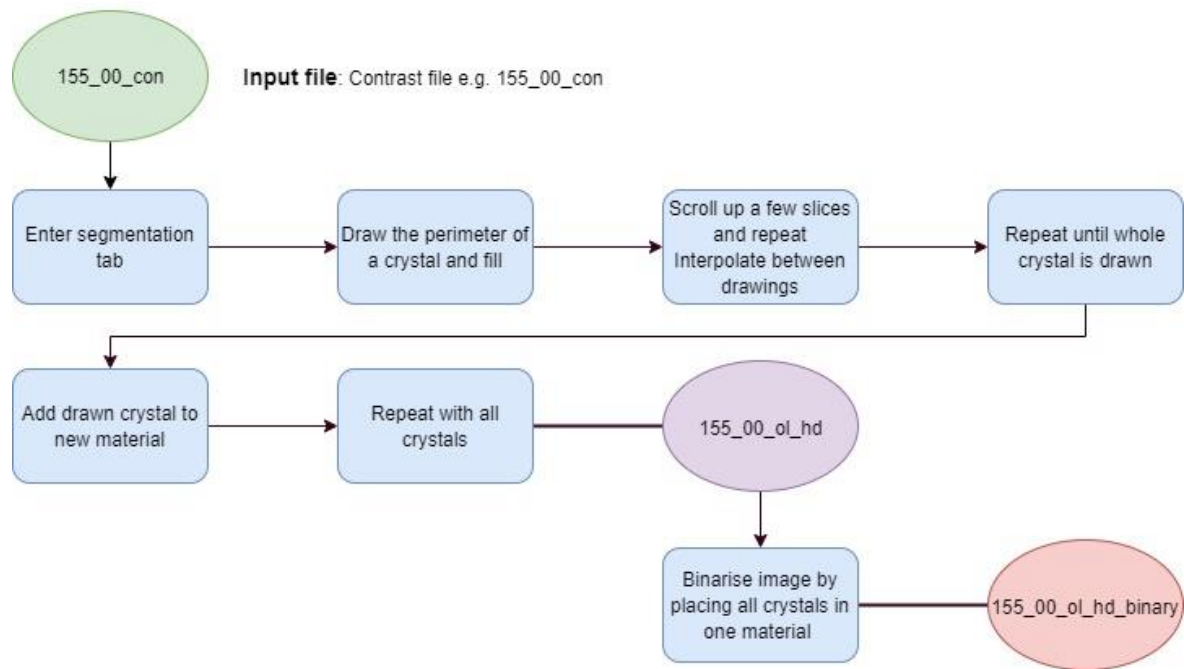 155_00_con
Input file: Contrast file e.g. 155_00_con
Enter segmentation
tab
Draw the perimeter of
a crystal and fill
Scroll up a few slices
and repeat
Interpolate between
drawings
Repeat until whole
crystal is drawn
Add drawn crystal to
new material
Repeat with all
crystals
155_00_ol_hd
Binarise image by
placing all crystals in
one material
155_00_ol_hd_binary